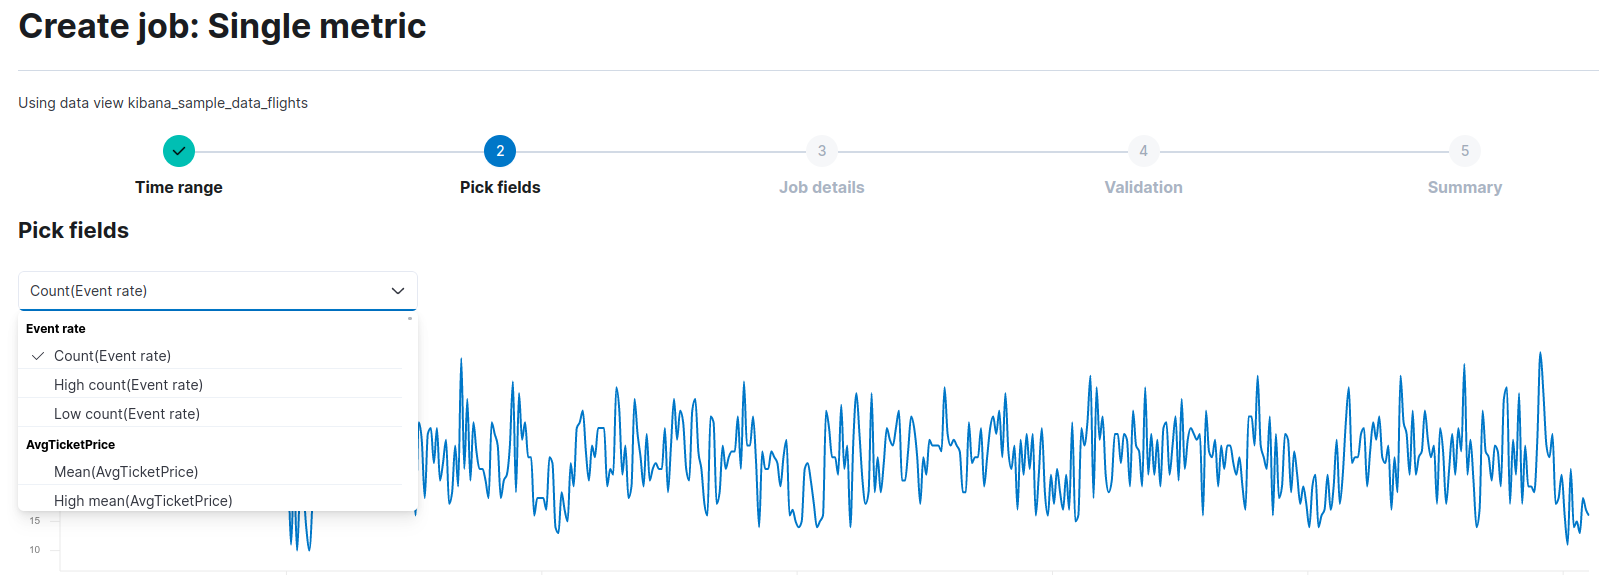 Create job: Single metric
Using data view kibana_sample_data_flights
2
3
4
5
Time range
Pick fields
Job details
Validation
Summary
Pick fields
Count(Event rate)
Event rate
Count(Event rate)
High count(Event rate)
Low count(Event rate)
AvgTicketPrice
Mean(AvgTicketPrice)
High mean(AvgTicketPrice)
15
10